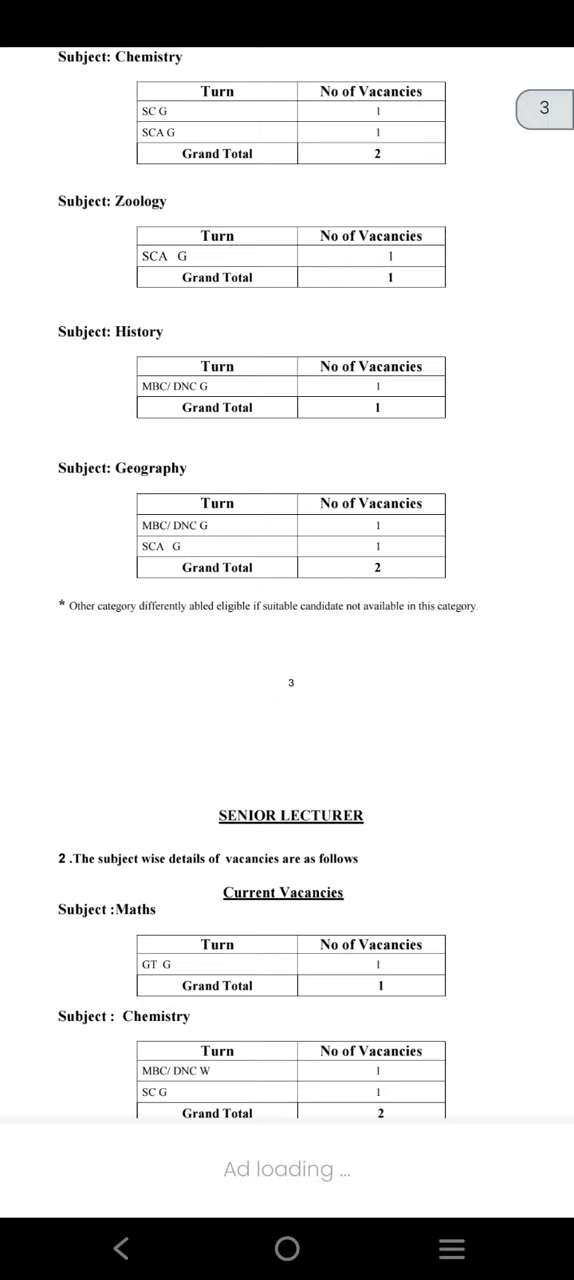 Subject: Chemistry
Turn No of Vacancies
SC G 1
SCA G 1
Grand Total 2
3
Subject: Zoology
Turn No of Vacancies
SCA G 1
Grand Total 1
Subject: History
Turn No of Vacancies
MBC/ DNC G 1
Grand Total 1
Subject: Geography
Turn No of Vacancies
MBC/ DNC G 1
SCA G 1
Grand Total 2
* Other category differently abled eligible if suitable candidate not available in this category.
3
SENIOR LECTURER
2 .The subject wise details of vacancies are as follows
Current Vacancies
Subject :Maths
Turn No of Vacancies
GT G 1
Grand Total 1
Subject : Chemistry
Turn No of Vacancies
MBC/ DNC W 1
SC G 1
Grand Total 2
Ad loading ...